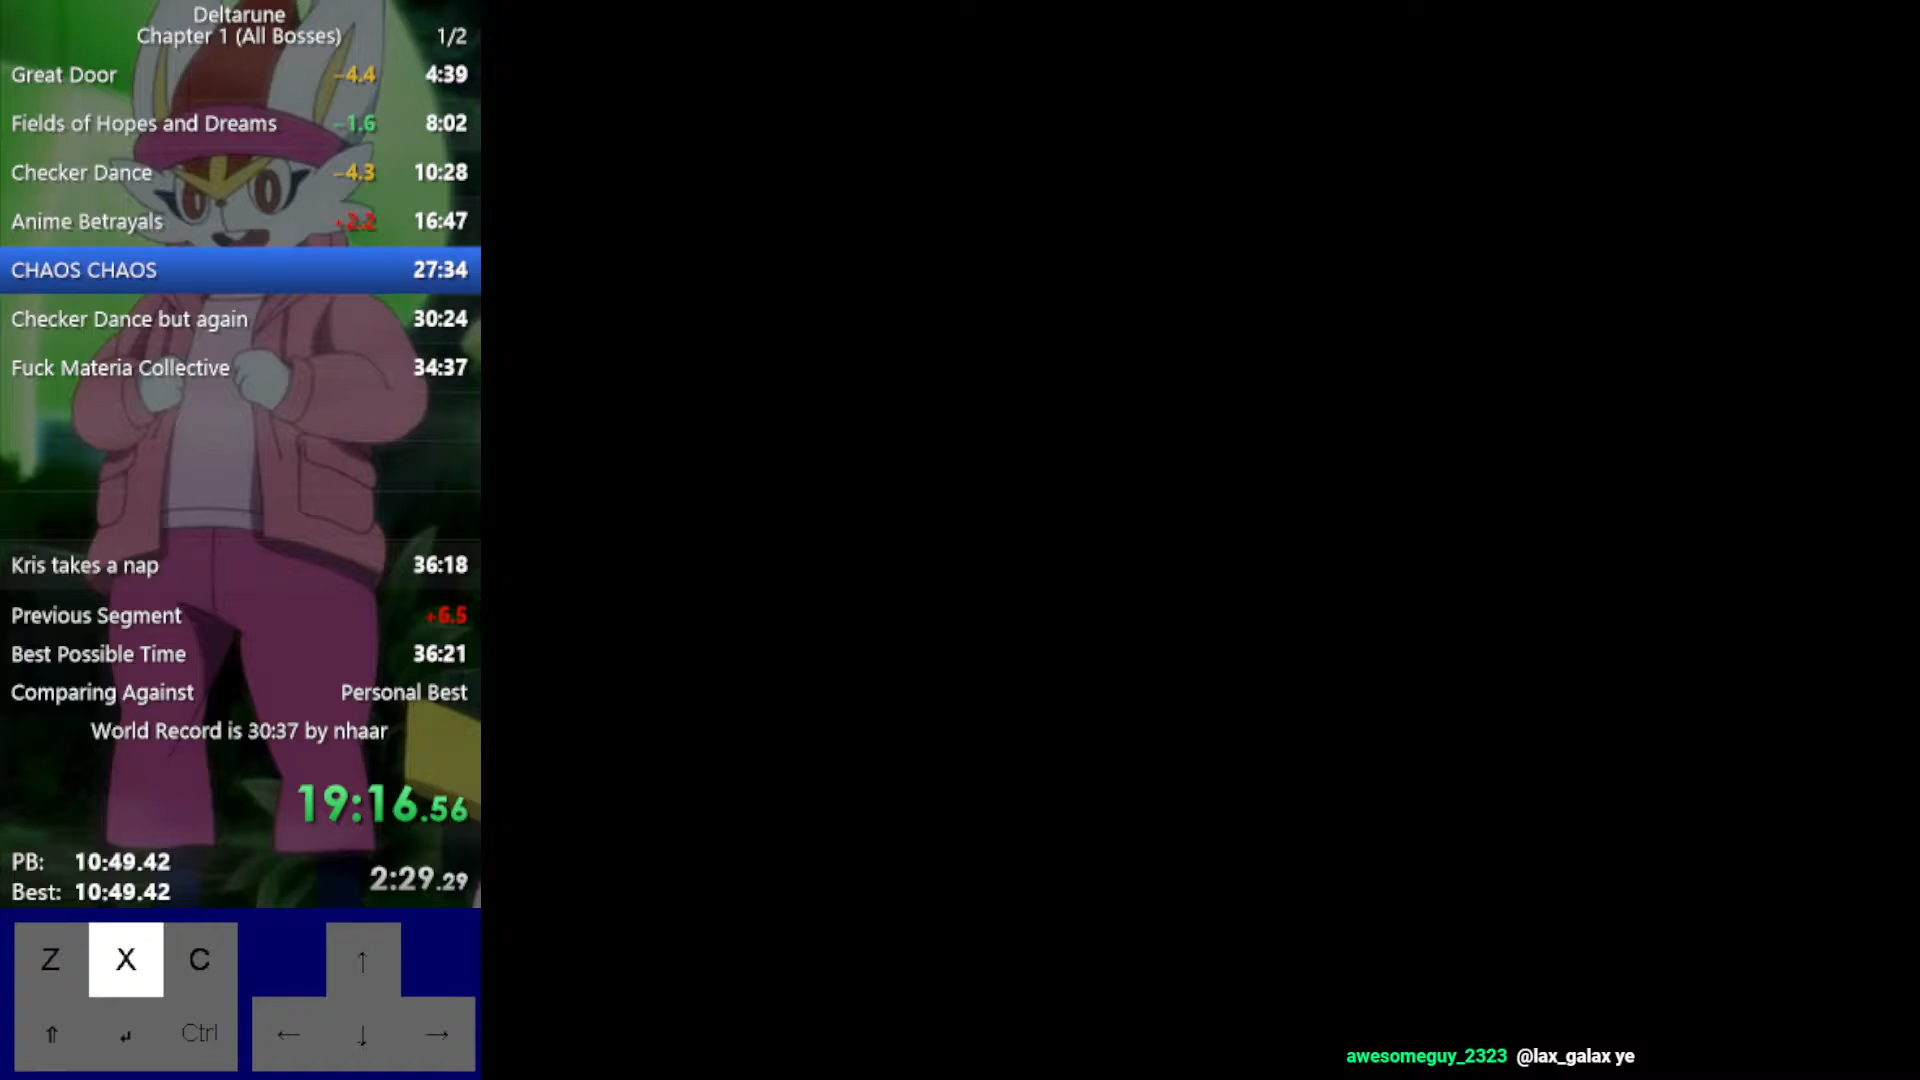 Deltarune
Chapter 1 (All Bosses) 1/2
Great Door -4.4 4:39
Fields of Hopes and Dreams -1.6 8:02
Checker Dance -4.3 10:28
Anime Betrayals +2.2 16:47
CHAOS CHAOS 27:34
Checker Dance but again 30:24
Fuck Materia Collective 34:37
Kris takes a nap 36:18
Previous Segment +6.5
Best Possible Time 36:21
Comparing Against Personal Best
World Record is 30:37 by nhaar
19:16.56
PB: 10:49.42
Best: 10:49.42
2:29.29
Z X C ↑
⇑ ↵ Ctrl ← ↓ →
awesomeguy_2323 @lax_galax ye